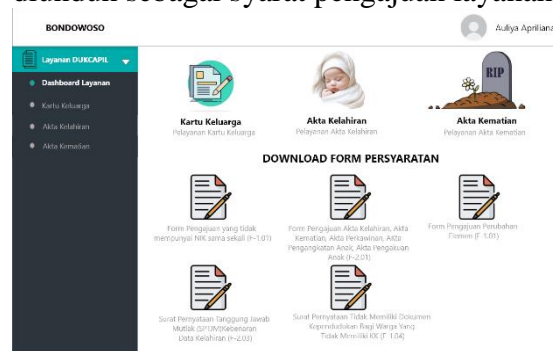 diunduh sebagai syarat pengajuan layanan
BONDOWOSO
Auliya Apriliana
Layanan DUKCAPIL
Dashboard Layanan
Kartu Keluarga
Akta Kelahiran
Akta Kematian
RIP
Kartu Keluarga
Pelayanan Kartu Keluarga
Akta Kelahiran
Pelayanan Akta Kelahiran
Akta Kematian
Pelayanan Akta Kematian
DOWNLOAD FORM PERSYARATAN
Form Pengajuan yang tidak
mempunyai NIK sama sekali (F-1.01)
Form Pengajuan Akta Kelahiran, Akta
Kematian, Akta Perkawinan, Akta
Pengangkatan Anak, Akta Pengakuan
Anak (F-2.01)
Form Pengajuan Perubahan
(F-1.01)
Surat Pernyataan Tanggung Jawab
Mutlak (SPTJM)Kebenaran
Data Kelahiran (F-2.03)
Surat Pernyataan Tidak Memiliki Dokumen
Kependudukan Bagi Warga Yang
Tidak Memiliki KK (F-1.04)